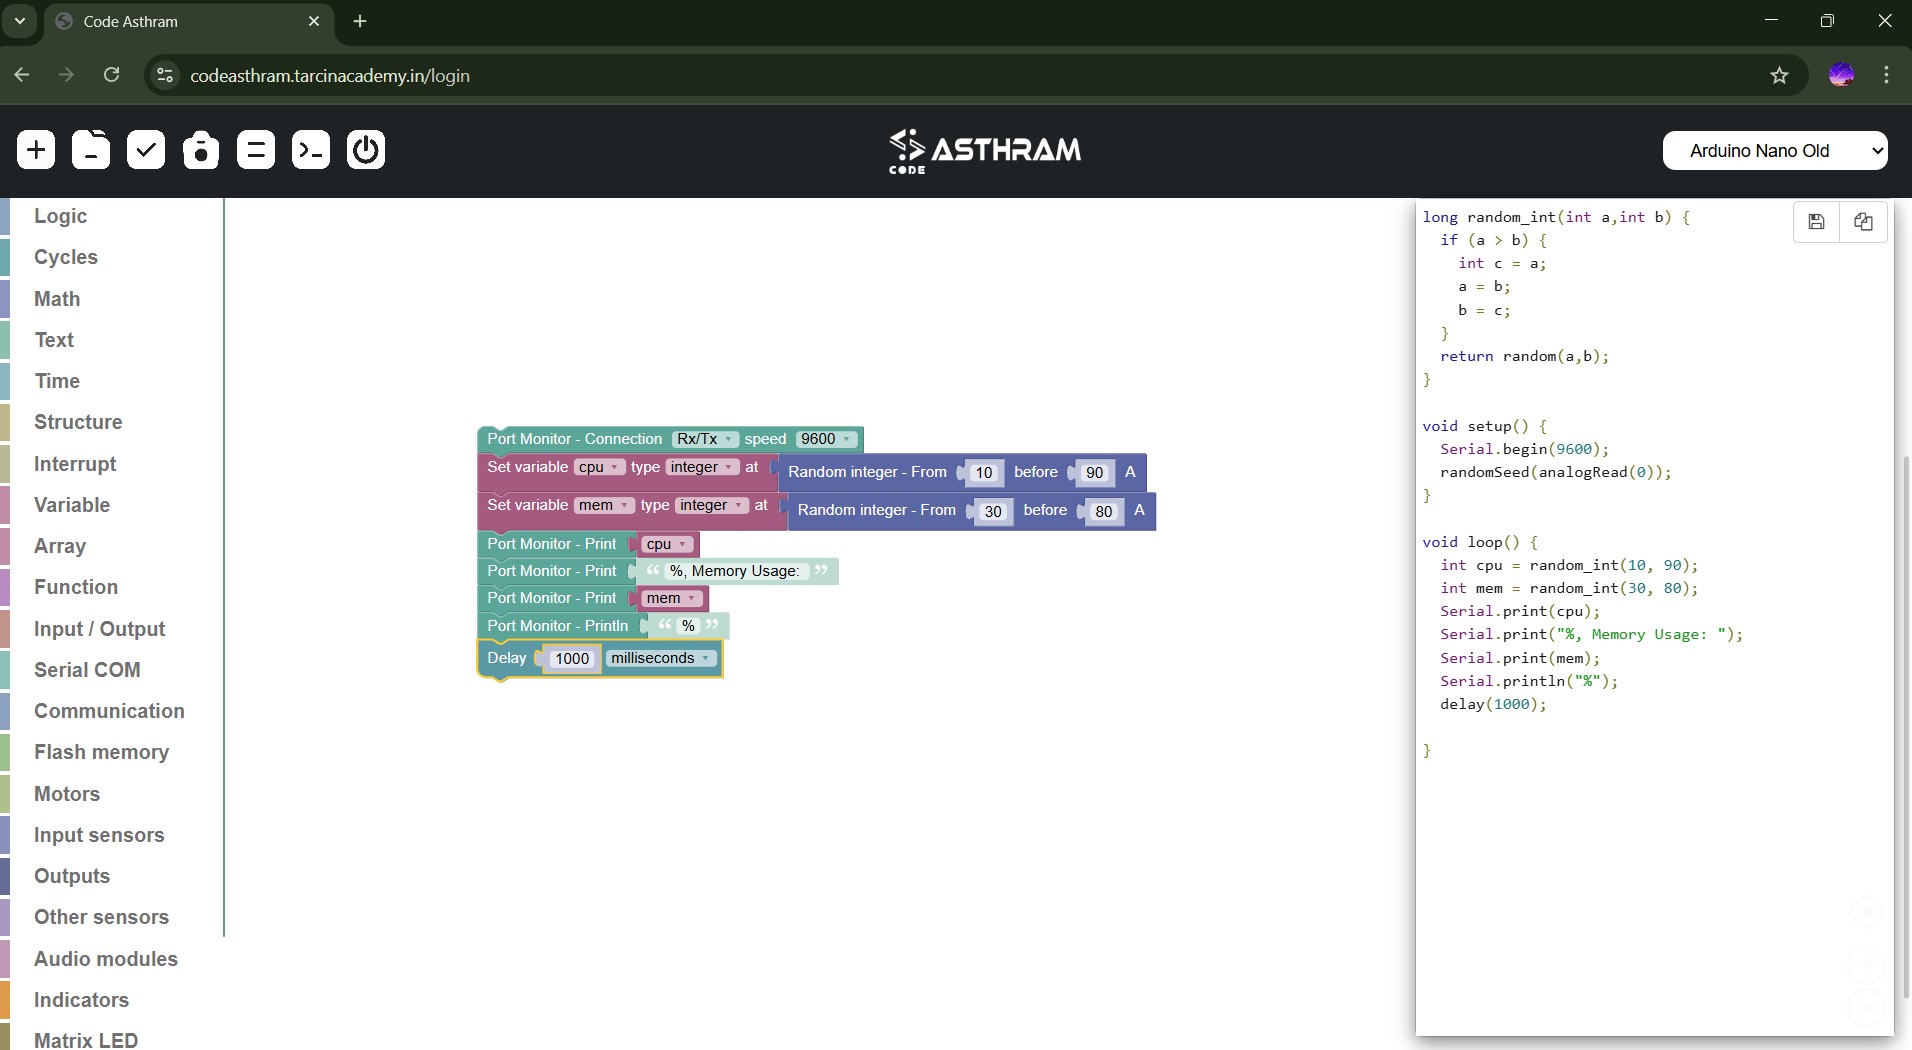 Code Asthram
codeasthram.tarcinacademy.in/login
ASTHRAM
CODE
Arduino Nano Old
Logic
Cycles
Math
Text
Time
Structure
Interrupt
Variable
Array
Function
Input / Output
Serial COM
Communication
Flash memory
Motors
Input sensors
Outputs
Other sensors
Audio modules
Indicators
Matrix LED
Port Monitor - Connection Rx/Tx speed 9600
Set variable cpu type integer at Random integer - From 10 before 90 A
Set variable mem type integer at Random integer - From 30 before 80 A
Port Monitor - Print cpu
Port Monitor - Print “ %, Memory Usage: ”
Port Monitor - Print mem
Port Monitor - Println “ % ”
Delay 1000 milliseconds
long random_int(int a,int b) {
if (a > b) {
int c = a;
a = b;
b = c;
}
return random(a,b);
}
void setup() {
Serial.begin(9600);
randomSeed(analogRead(0));
}
void loop() {
int cpu = random_int(10, 90);
int mem = random_int(30, 80);
Serial.print(cpu);
Serial.print("%, Memory Usage: ");
Serial.print(mem);
Serial.println("%");
delay(1000);
}